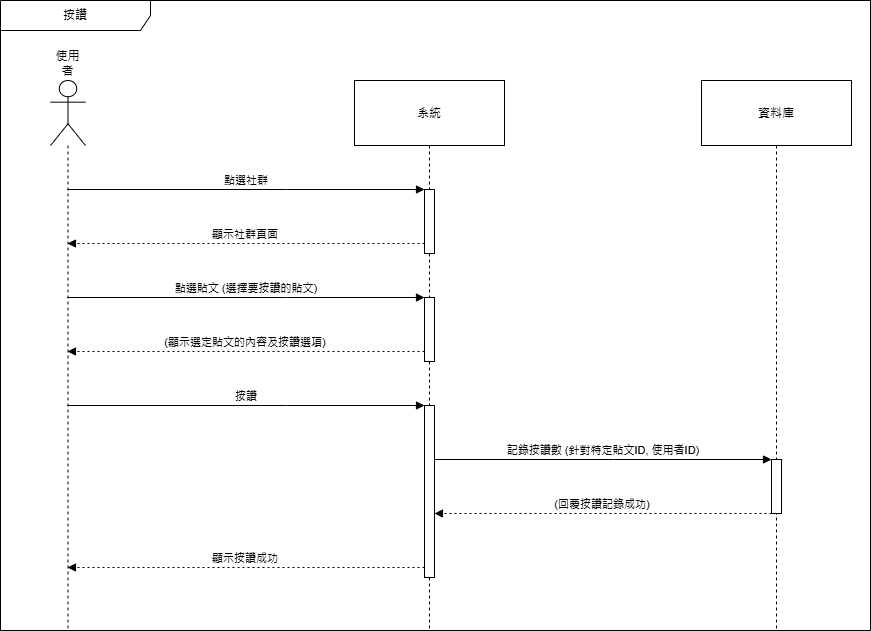 按讚
使用
者
系統
資料庫
點選社群
顯示社群頁面
點選貼文 (選擇要按讚的貼文)
(顯示選定貼文的內容及按讚選項)
按讚
記錄按讚數 (針對特定貼文ID, 使用者ID)
(回覆按讚記錄成功)
顯示按讚成功